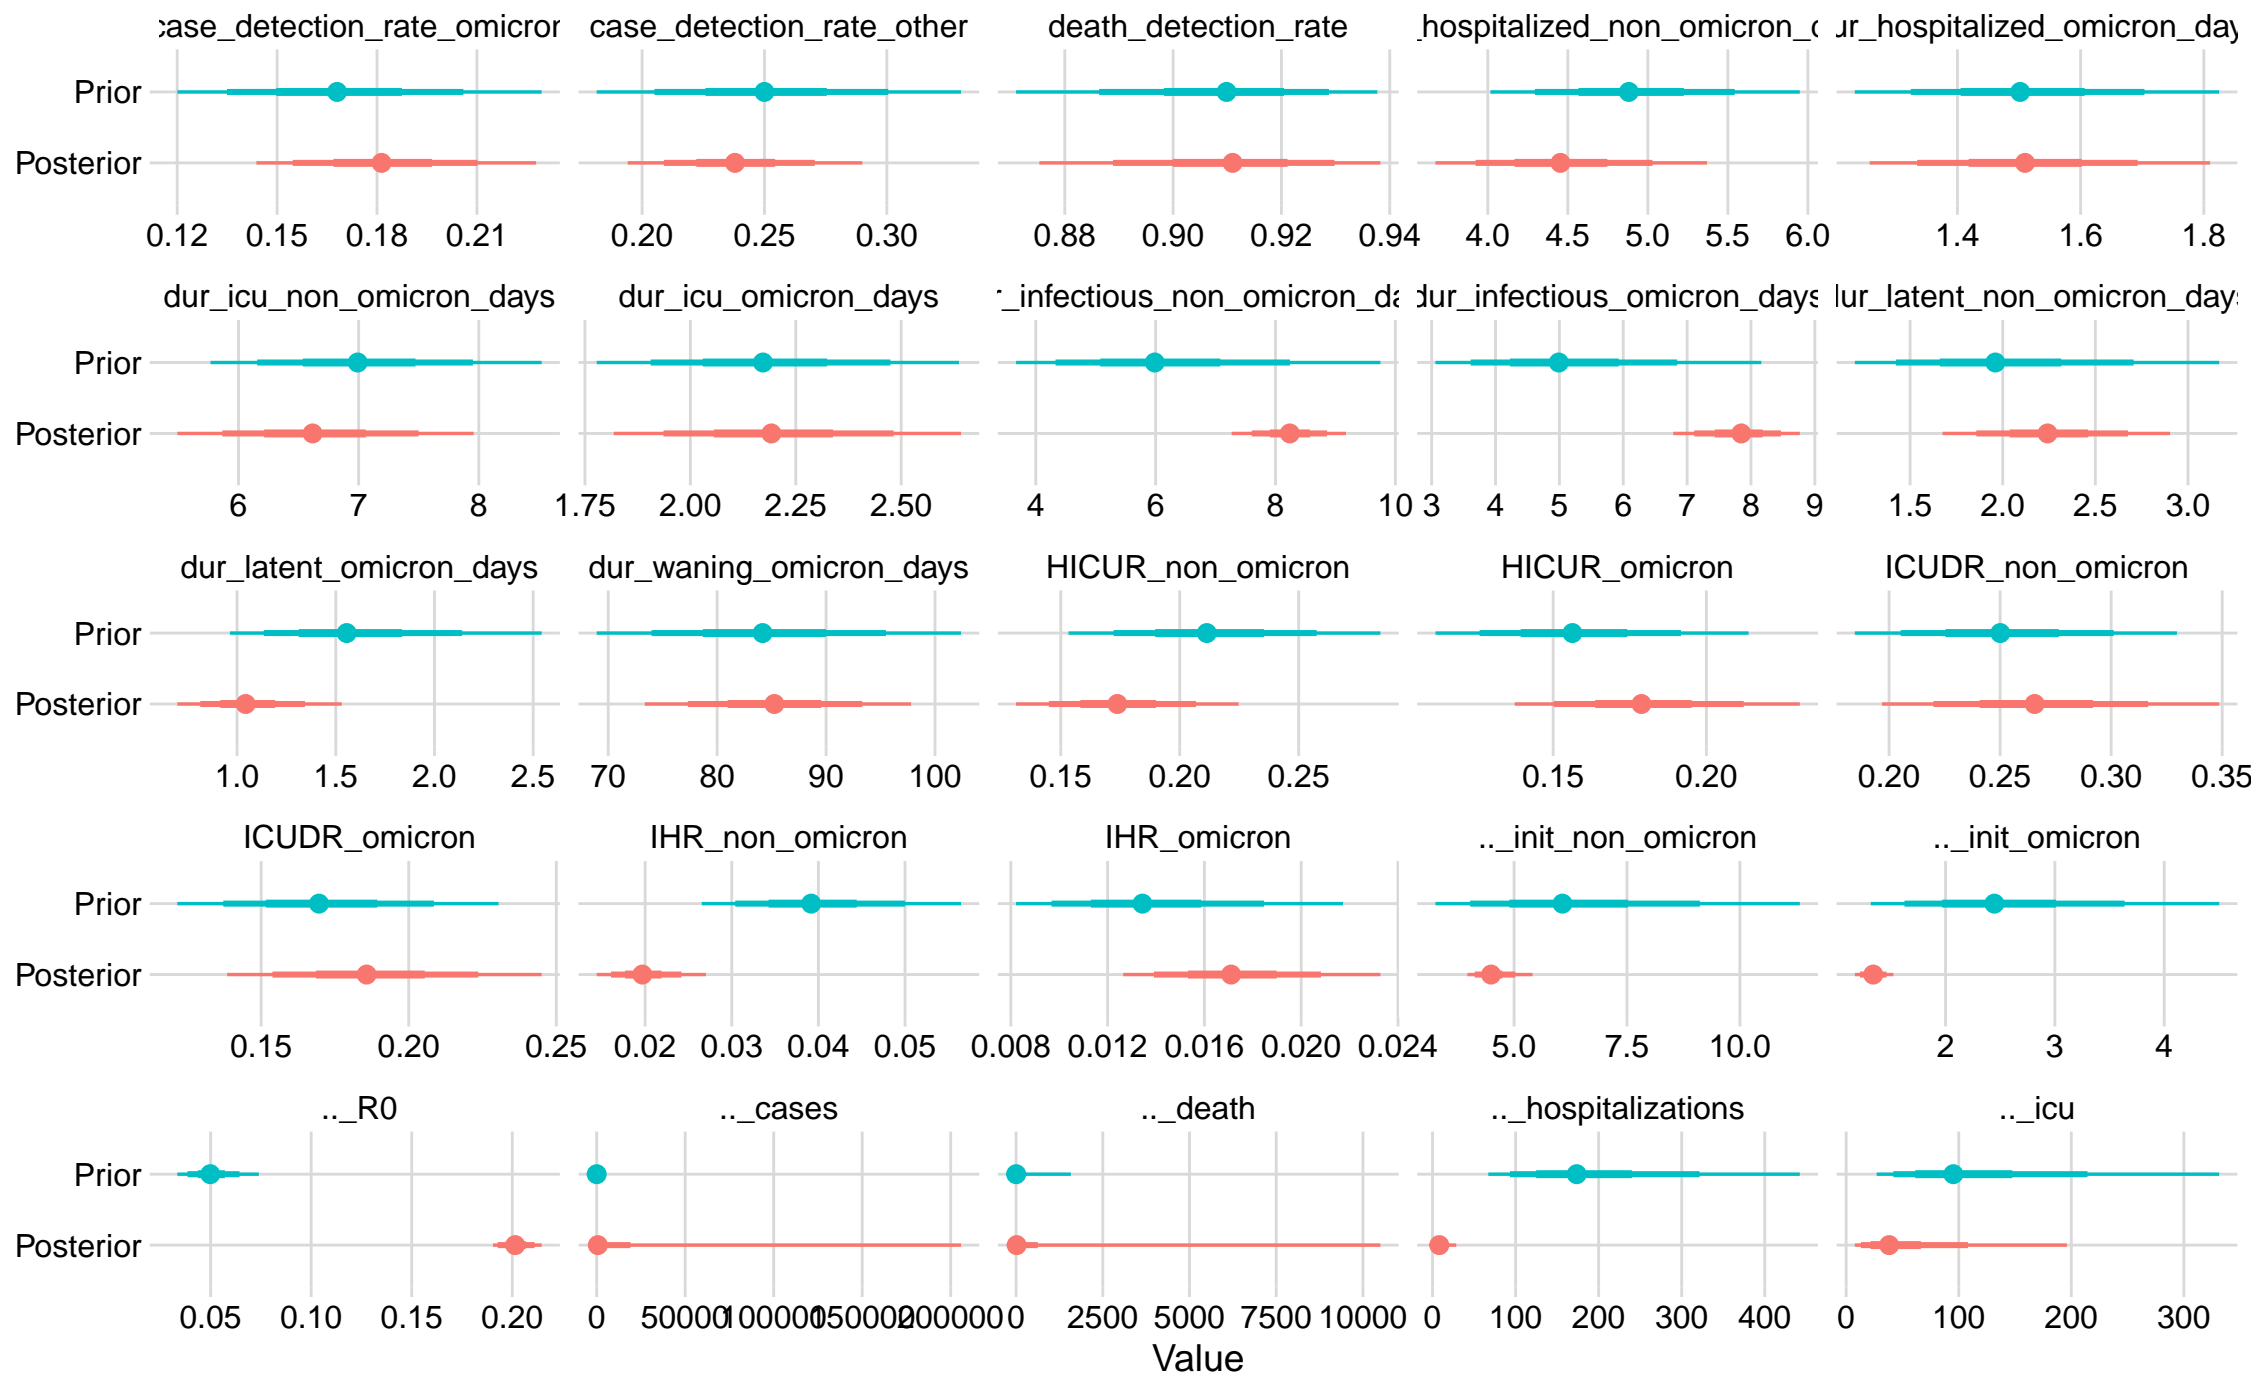 case_detection_rate_omicron case_detection_rate_other death_detection_rate _hospitalized_non_omicron_ ur_hospitalized_omicron_day
Prior
Posterior
0.12 0.15 0.18 0.21 0.20 0.25 0.30 0.88 0.90 0.92 0.94 4.0 4.5 5.0 5.5 6.0 1.4 1.6 1.8
dur_icu_non_omicron_days dur_icu_omicron_days r_infectious_non_omicron_da dur_infectious_omicron_days dur_latent_non_omicron_days
Prior
Posterior
6 7 8 1.75 2.00 2.25 2.50 4 6 8 10 3 4 5 6 7 8 9 1.5 2.0 2.5 3.0
dur_latent_omicron_days dur_waning_omicron_days HICUR_non_omicron HICUR_omicron ICUDR_non_omicron
Prior
Posterior
1.0 1.5 2.0 2.5 70 80 90 100 0.15 0.20 0.25 0.15 0.20 0.20 0.25 0.30 0.35
ICUDR_omicron IHR_non_omicron IHR_omicron .._init_non_omicron .._init_omicron
Prior
Posterior
0.15 0.20 0.25 0.02 0.03 0.04 0.05 0.008 0.012 0.016 0.020 0.024 5.0 7.5 10.0 2 3 4
.._R0 .._cases .._death .._hospitalizations .._icu
Prior
Posterior
0.05 0.10 0.15 0.20 0 50000 100000 150000 200000 0 2500 5000 7500 10000 0 100 200 300 400 0 100 200 300
Value